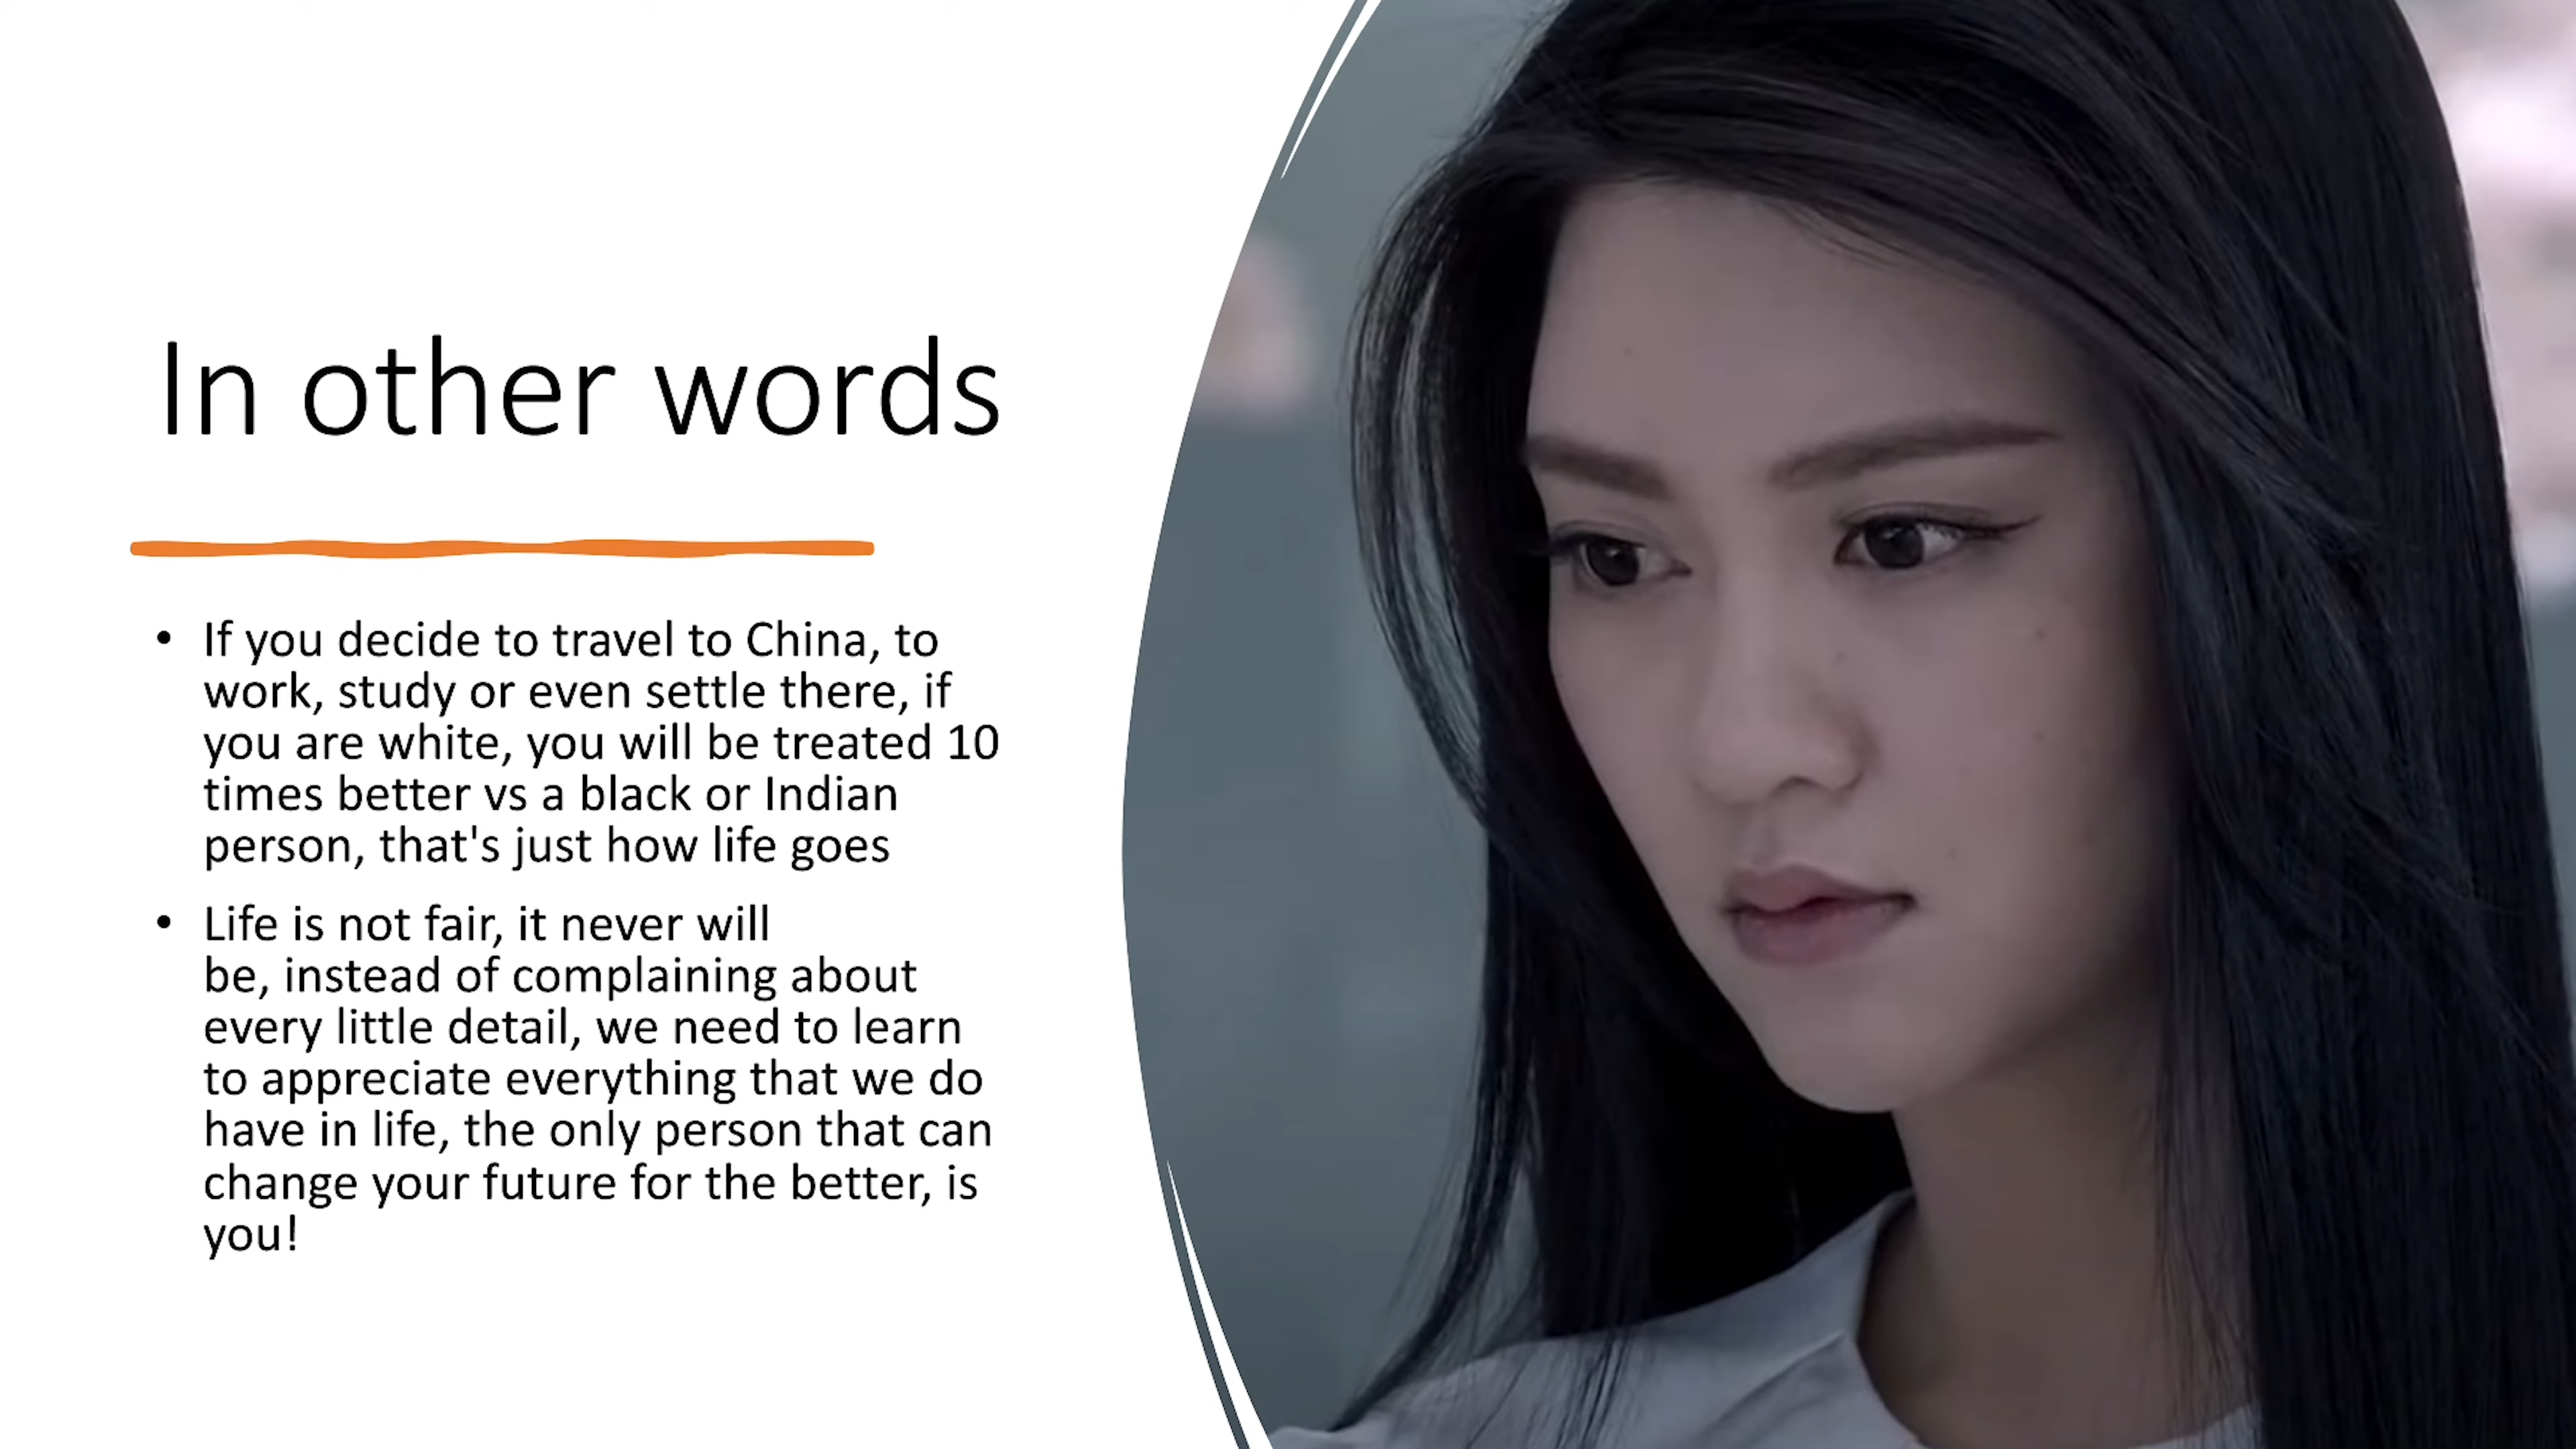 In other words
• If you decide to travel to China, to
work, study or even settle there, if
you are white, you will be treated 10
times better vs a black or Indian
person, that's just how life goes
• Life is not fair, it never will
be, instead of complaining about
every little detail, we need to learn
to appreciate everything that we do
have in life, the only person that can
change your future for the better, is
you!